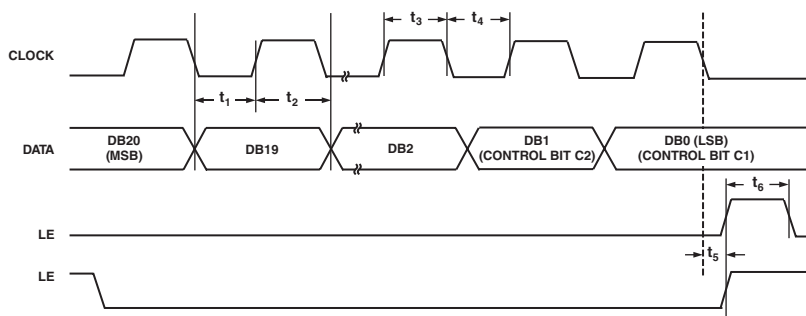 t3 t4
CLOCK
t1 t2
DATA
DB20
(MSB)
DB19
DB2
DB1
(CONTROL BIT C2)
DB0 (LSB)
(CONTROL BIT C1)
t6
LE
t5
LE